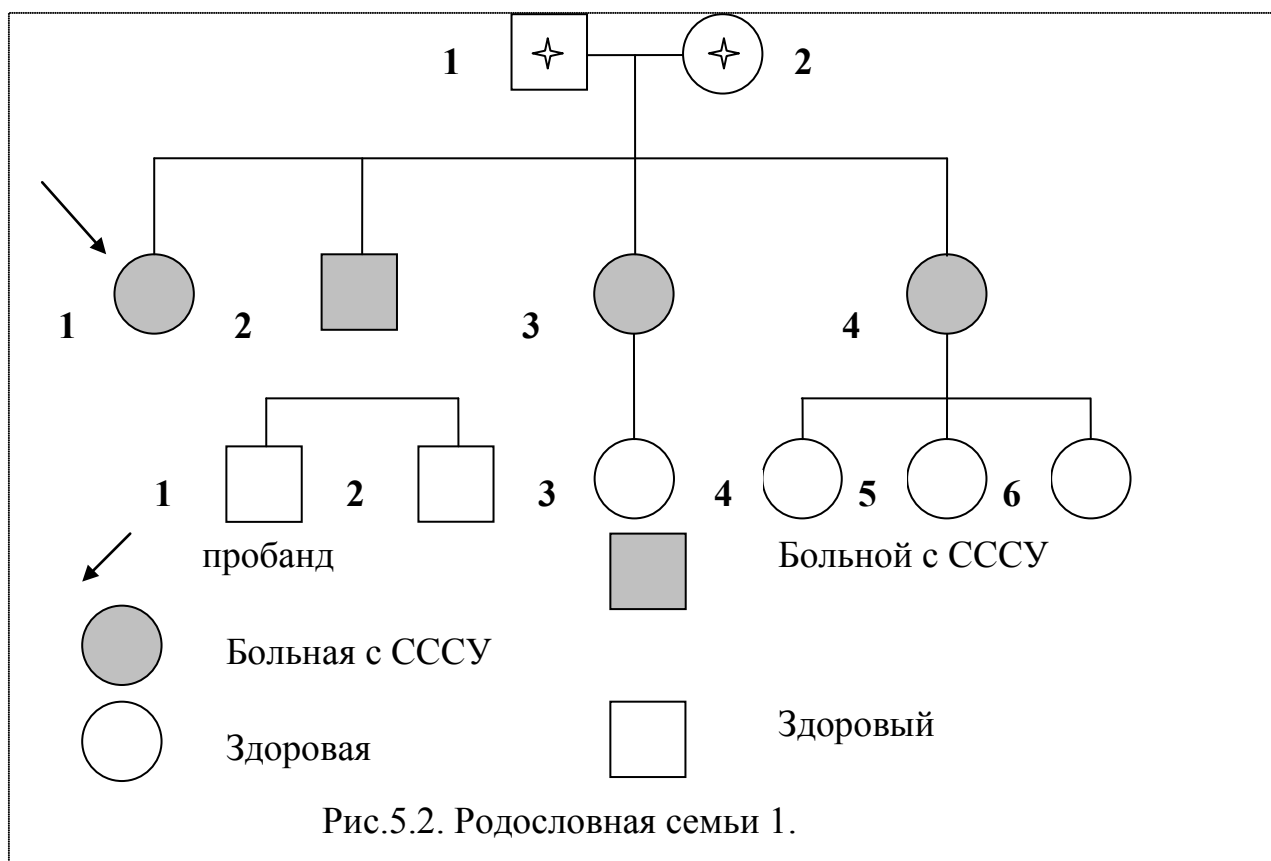 1 2
1 2 3 4
1 2 3 4 5 6
пробанд Больной с СССУ
Больная с СССУ
Здоровая Здоровый
Рис.5.2. Родословная семьи 1.